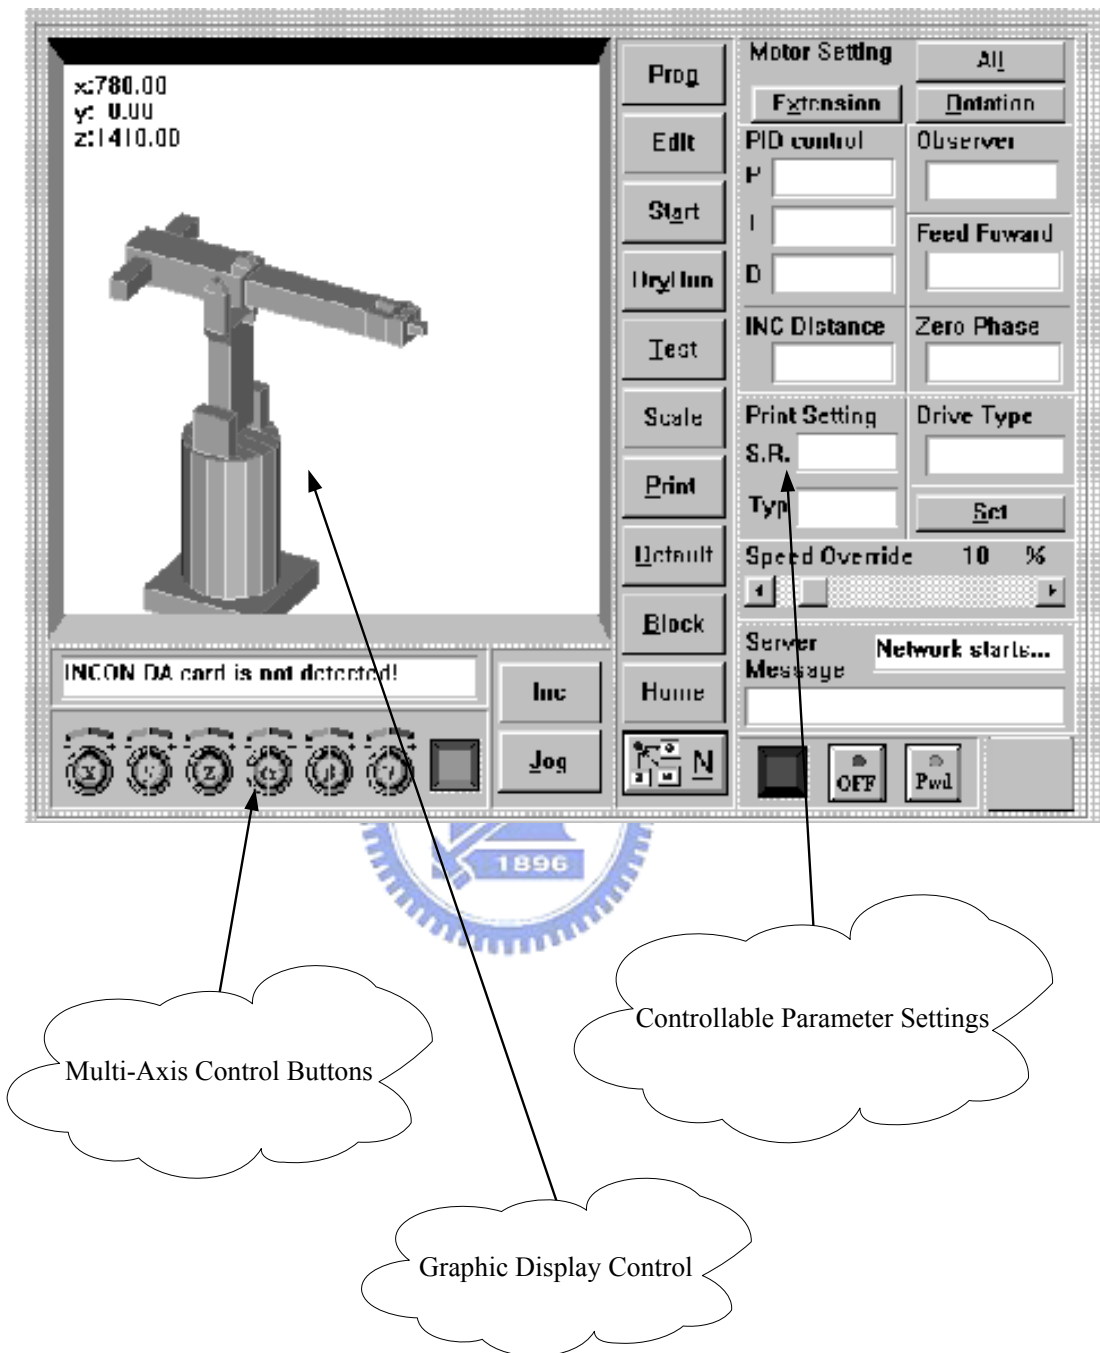 x:780.00
y: 0.00
z:1410.00
Prog
Edit
Start
DryRun
Test
Scale
Print
Default
Block
Home
N
Motor Setting
All
Extension
Rotation
PID control
P
I
D
Observer
Feed Foward
INC Distance
Zero Phase
Print Setting
S.R.
Typ
Drive Type
Set
Speed Override 10 %
Server
Message
Network starts...
OFF
Pwd
INCON DA card is not detected!
Inc
Jog
X
Y
Z
α
β
γ
1896
Multi-Axis Control Buttons
Controllable Parameter Settings
Graphic Display Control